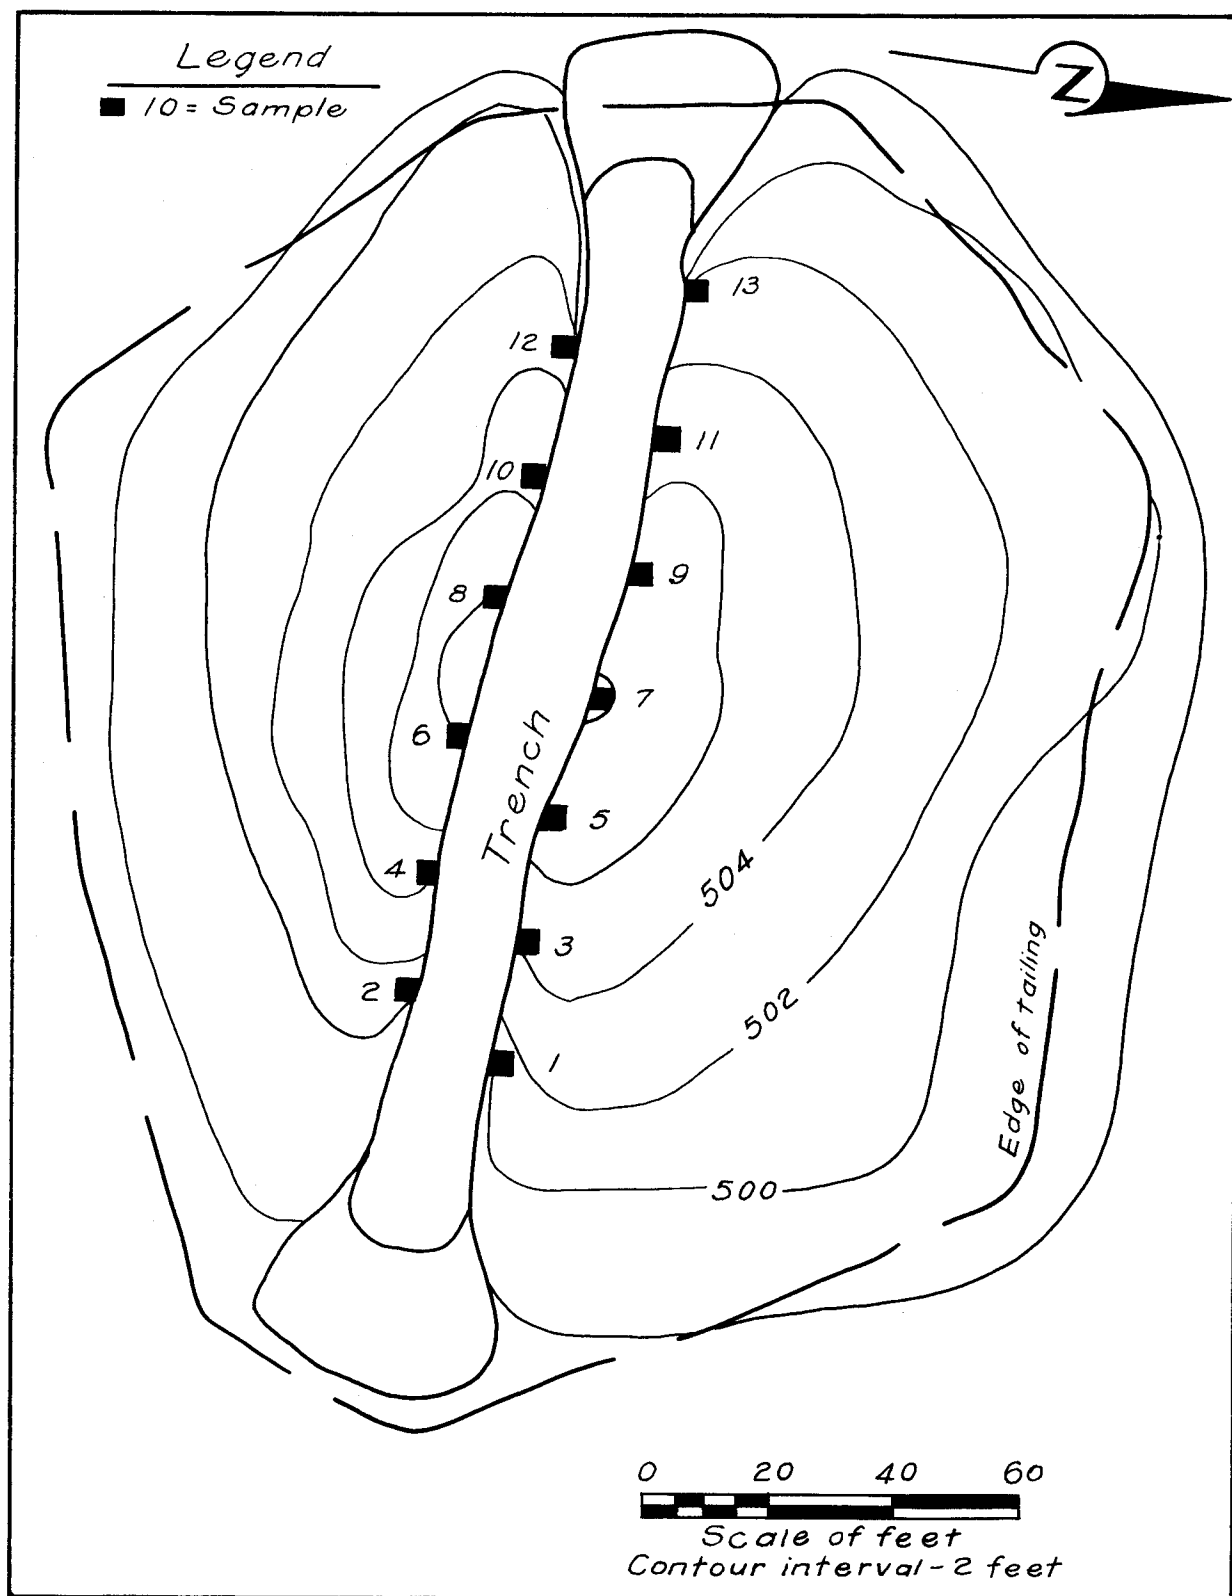 Legend
10 = Sample
N
13
12
11
10
9
8
7
6
Trench
5
4
504
3
2
502
1
Edge of tailing
500
0 20 40 60
Scale of feet
Contour interval - 2 feet